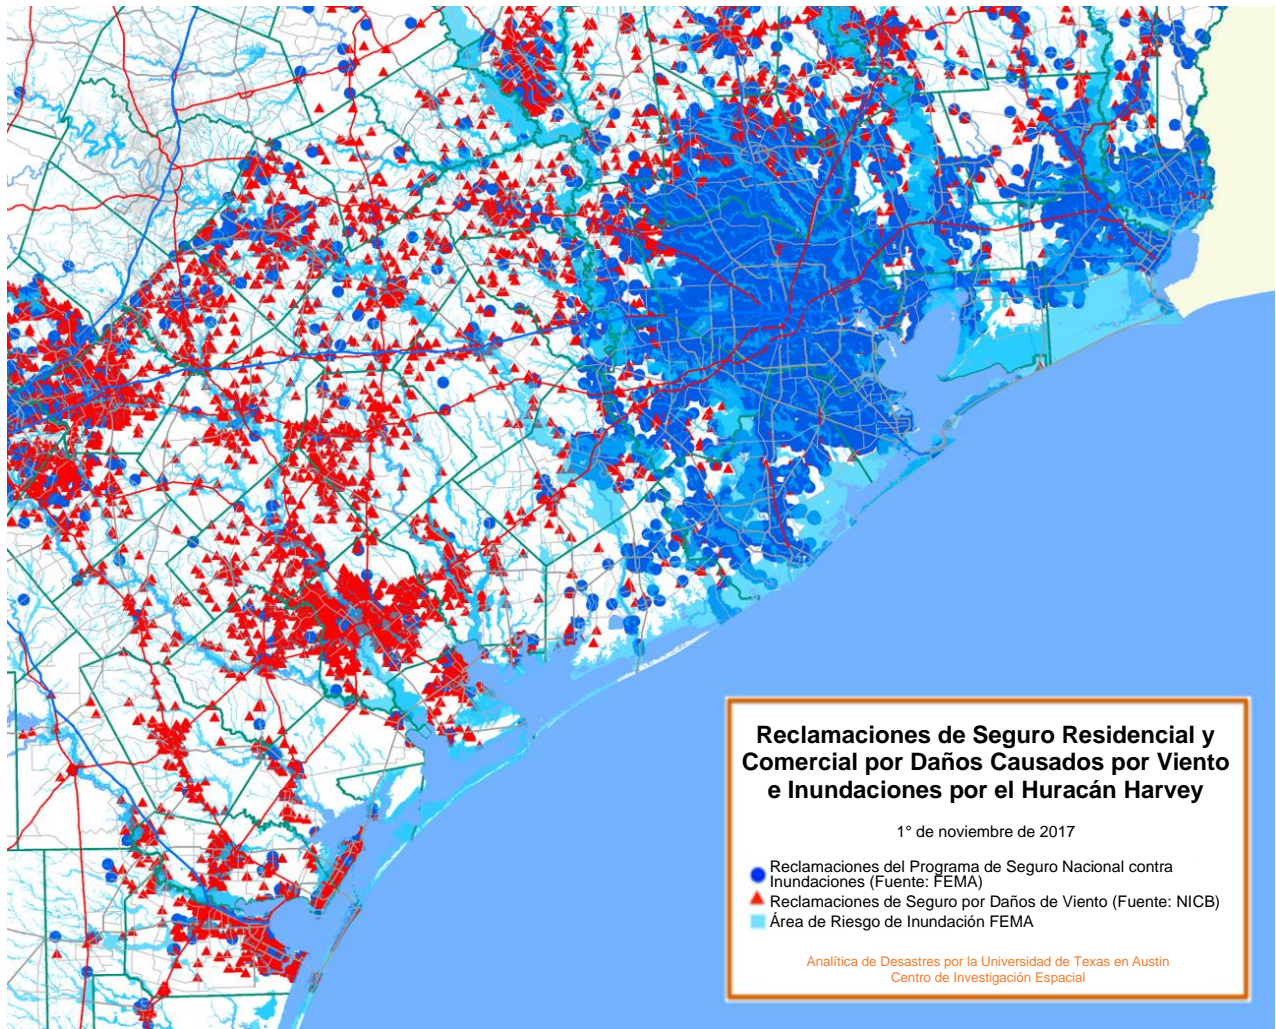 Reclamaciones de Seguro Residencial y
Comercial por Daños Causados por Viento
e Inundaciones por el Huracán Harvey
1° de noviembre de 2017
Reclamaciones del Programa de Seguro Nacional contra
Inundaciones (Fuente: FEMA)
Reclamaciones de Seguro por Daños de Viento (Fuente: NICB)
Área de Riesgo de Inundación FEMA
Analítica de Desastres por la Universidad de Texas en Austin
Centro de Investigación Espacial